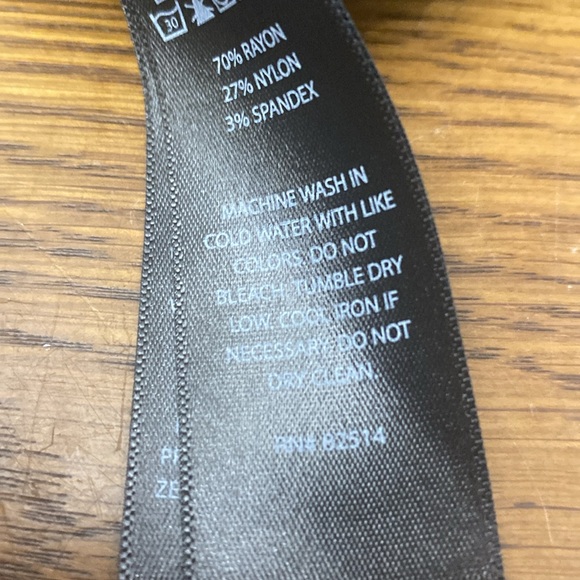 30
70% RAYON
27% NYLON
3% SPANDEX
MACHINE WASH IN
COLD WATER WITH LIKE
COLORS. DO NOT
BLEACH. TUMBLE DRY
LOW. COOL IRON IF
NECESSARY. DO NOT
DRY CLEAN.
RN# 82514